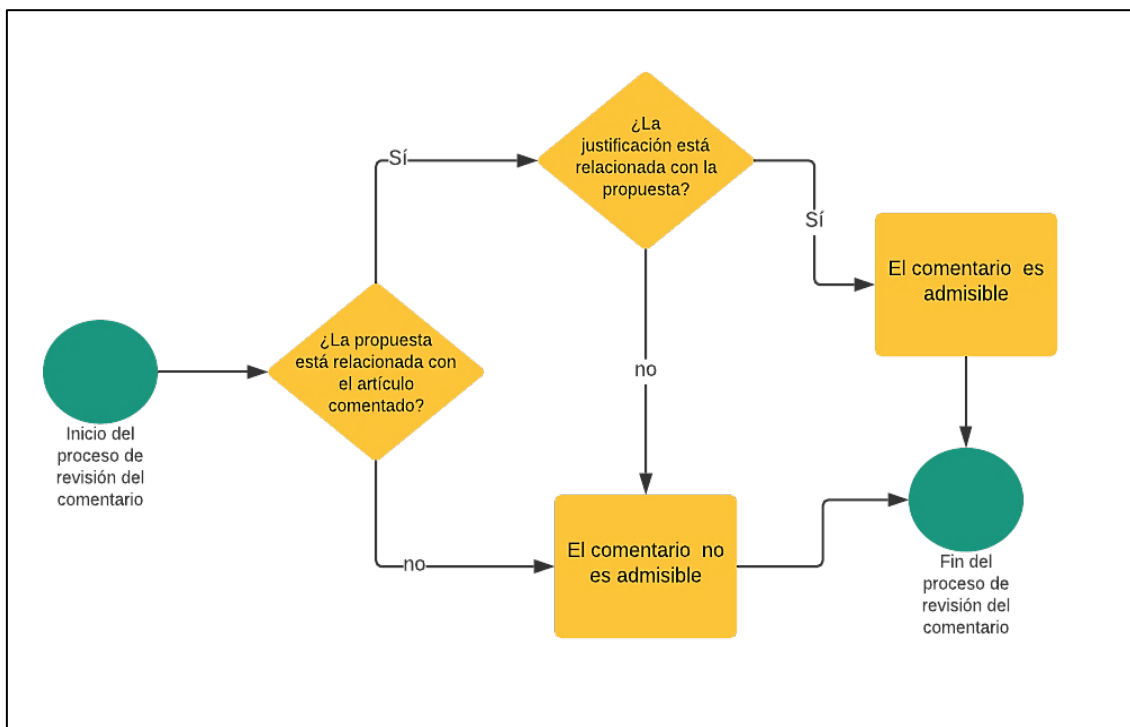 Inicio del
proceso de
revisión del
comentario
¿La propuesta
está relacionada con
el artículo
comentado?
Sí
¿La
justificación está
relacionada con la
propuesta?
Sí
El comentario es
admisible
no
no
El comentario no
es admisible
Fin del
proceso de
revisión del
comentario